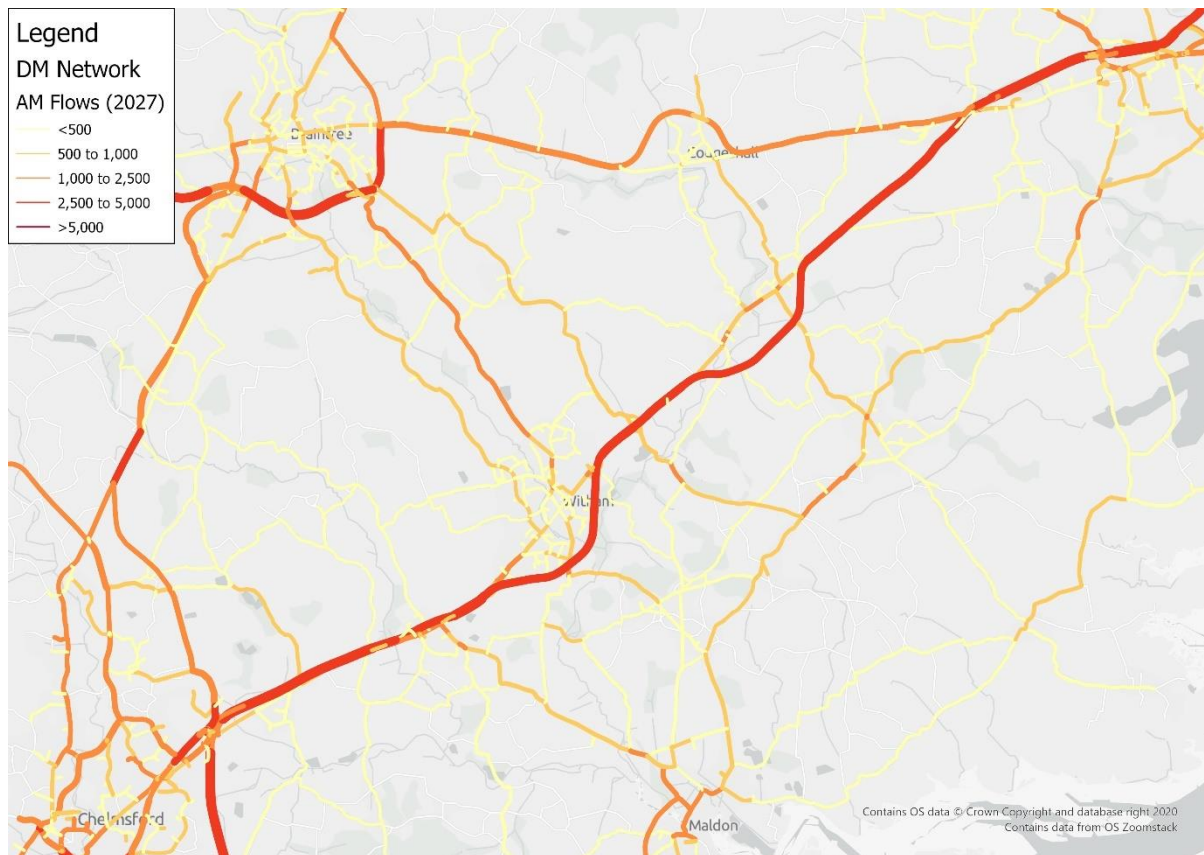 Legend
DM Network
AM Flows (2027)
<500
500 to 1,000
1,000 to 2,500
2,500 to 5,000
>5,000
Braintree
Coggeshall
Witham
Chelmsford
Maldon
Contains OS data © Crown Copyright and database right 2020
Contains data from OS Zoomstack